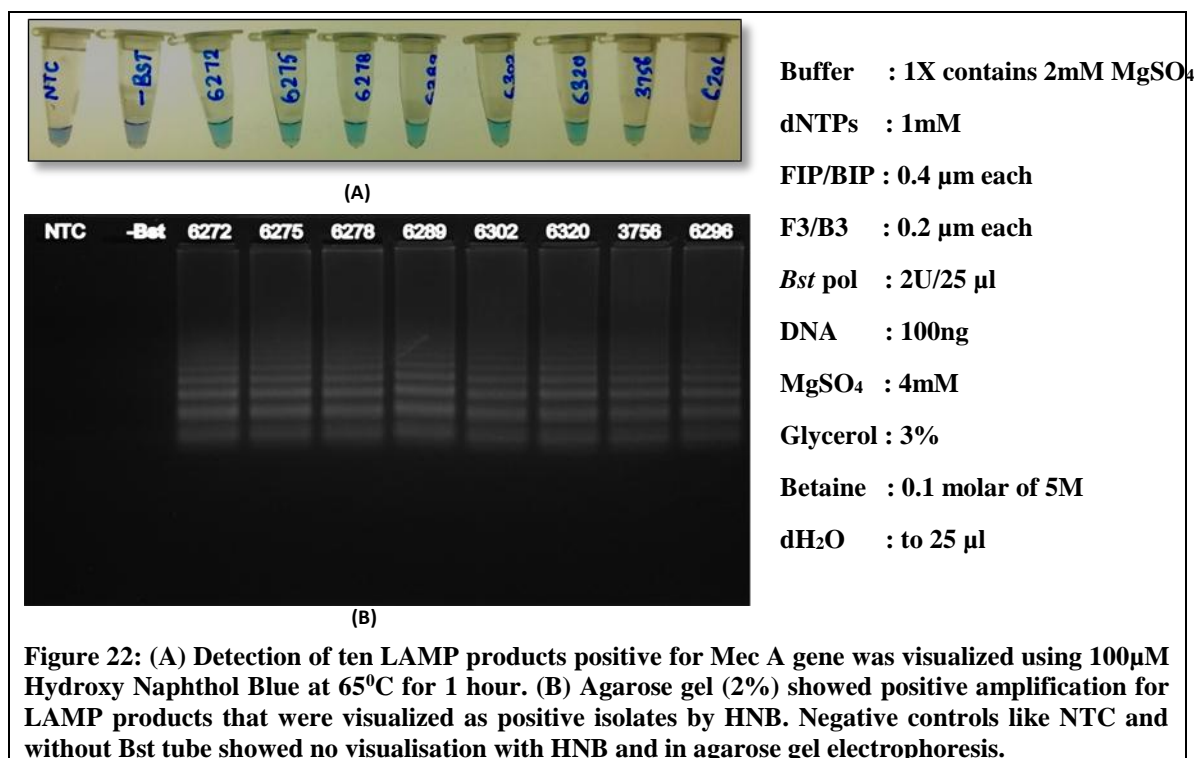 NTC -BST 6272 6275 6278 6289 6302 6320 3756 6296
(A)
NTC -Bst 6272 6275 6278 6289 6302 6320 3756 6296
(B)
Buffer : 1X contains 2mM MgSO4
dNTPs : 1mM
FIP/BIP : 0.4 µm each
F3/B3 : 0.2 µm each
Bst pol : 2U/25 µl
DNA : 100ng
MgSO4 : 4mM
Glycerol : 3%
Betaine : 0.1 molar of 5M
dH2O : to 25 µl
Figure 22: (A) Detection of ten LAMP products positive for Mec A gene was visualized using 100µM
Hydroxy Naphthol Blue at 65⁰C for 1 hour. (B) Agarose gel (2%) showed positive amplification for
LAMP products that were visualized as positive isolates by HNB. Negative controls like NTC and
without Bst tube showed no visualisation with HNB and in agarose gel electrophoresis.